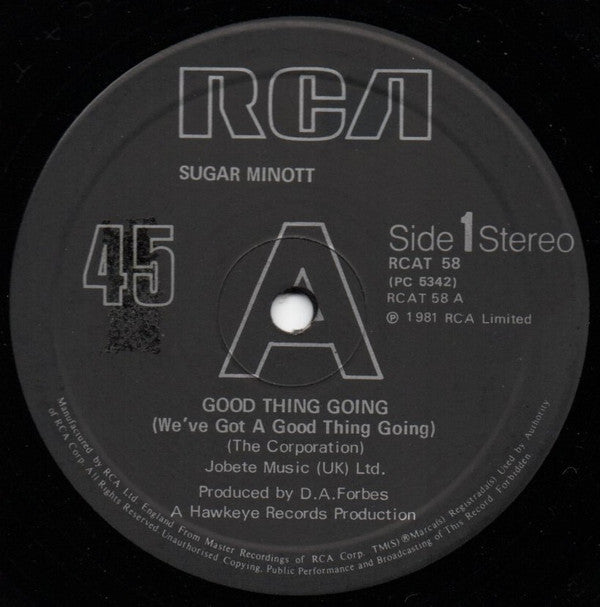 RCA
SUGAR MINOTT
45
A
Side 1 Stereo
RCAT 58
(PC 5342)
RCAT 58 A
℗ 1981 RCA Limited
GOOD THING GOING
(We've Got A Good Thing Going)
(The Corporation)
Jobete Music (UK) Ltd.
Produced by D.A.Forbes
A Hawkeye Records Production
Manufactured by RCA Ltd. England From Master Recordings of RCA Corp. TM(S)®Marca(s) Registrada(s) Used by Authority
of RCA Corp. All Rights Reserved Unauthorised Copying, Public Performance and Broadcasting of This Record Forbidden